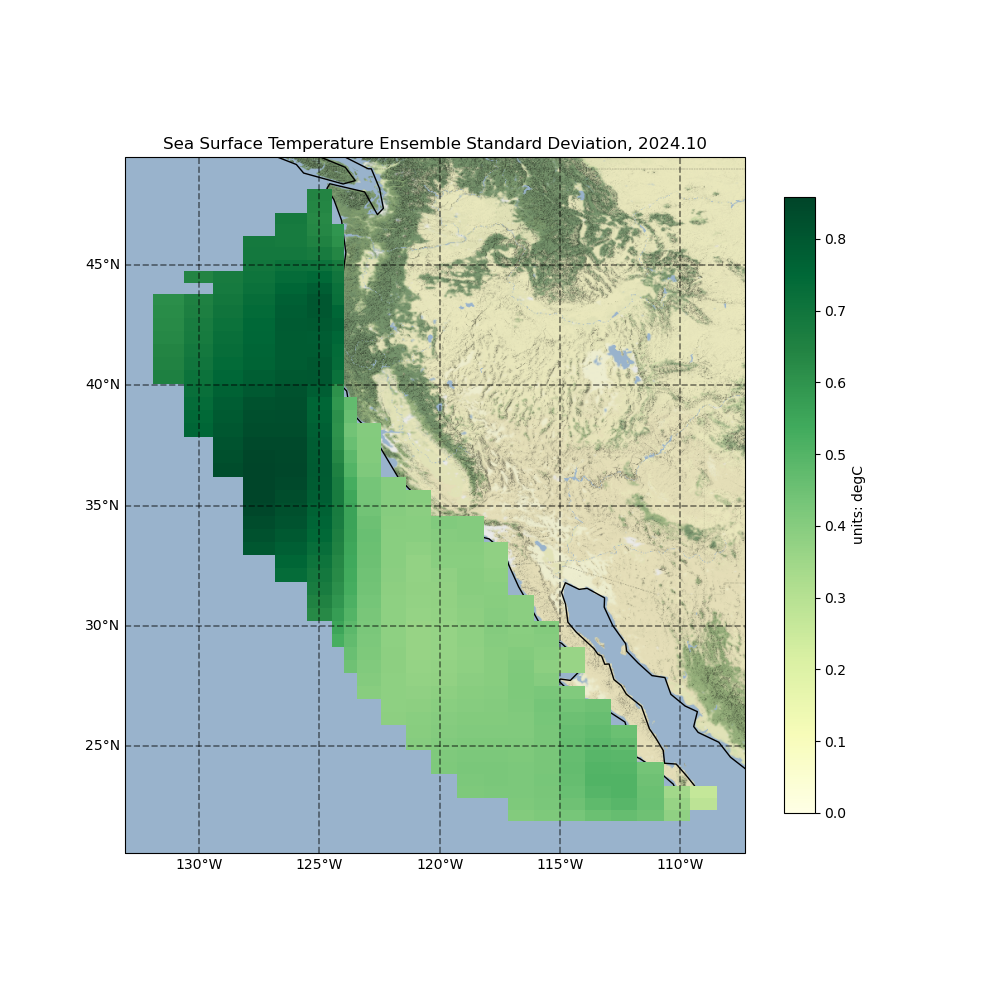 Sea Surface Temperature Ensemble Standard Deviation, 2024.10
45°N
40°N
35°N
30°N
25°N
130°W
125°W
120°W
115°W
110°W
0.8
0.7
0.6
0.5
0.4
0.3
0.2
0.1
0.0
units: degC